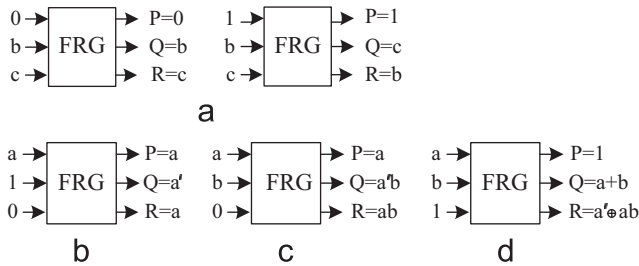 0 P=0 1 P=1
b FRG Q=b b FRG Q=c
c R=c c R=b
a
a P=a a P=a a P=1
1 FRG Q=a' b FRG Q=a'b b FRG Q=a+b
0 R=a 0 R=ab 1 R=a'⊕ab
b c d